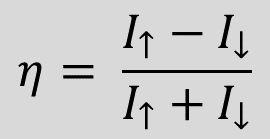 η = (I↑ − I↓) / (I↑ + I↓)